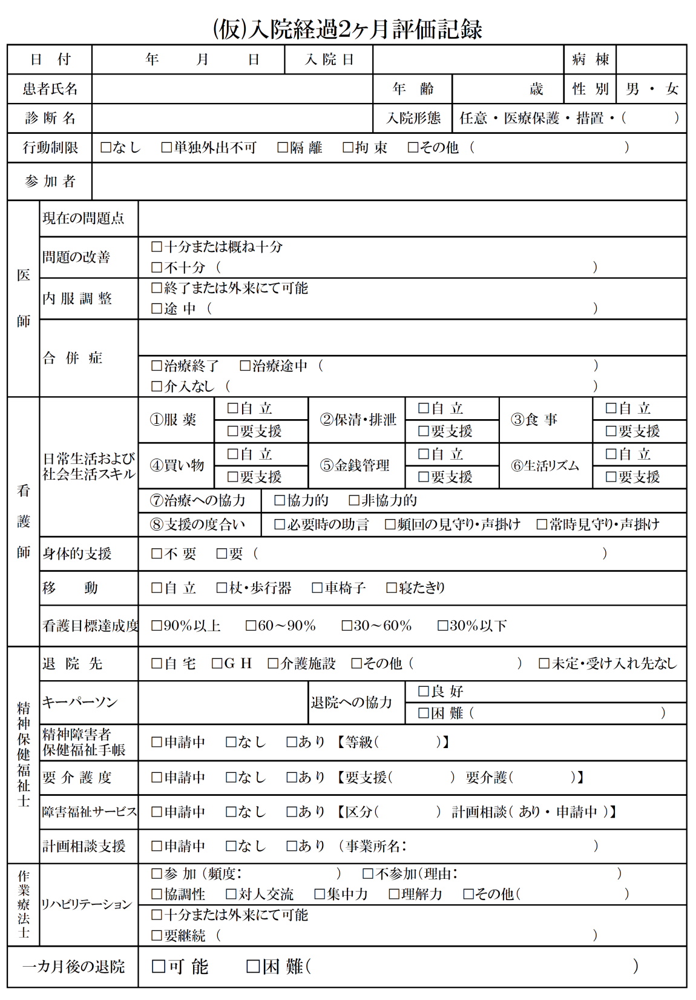 (仮)入院経過2ヶ月評価記録
日　付　年　月　日　入 院 日　病　棟
患者氏名　年　齢　歳　性　別　男 ・ 女
診 断 名　入院形態　任意・医療保護・措置・(　)
行動制限　□なし　□単独外出不可　□隔 離　□拘 束　□その他 (　)
参 加 者
医師
現在の問題点
問題の改善
□十分または概ね十分
□不十分 (　)
内 服 調 整
□終了または外来にて可能
□途 中 (　)
合　併　症
□治療終了　□治療途中 (　)
□介入なし (　)
看護師
日常生活および
社会生活スキル
①服 薬　□自 立　□要支援　②保清・排泄　□自 立　□要支援　③食 事　□自 立　□要支援
④買い物　□自 立　□要支援　⑤金銭管理　□自 立　□要支援　⑥生活リズム　□自 立　□要支援
⑦治療への協力　□協力的　□非協力的
⑧支援の度合い　□必要時の助言　□頻回の見守り・声掛け　□常時見守り・声掛け
身体的支援　□不 要　□要 (　)
移　動　□自 立　□杖・歩行器　□車椅子　□寝たきり
看護目標達成度　□90%以上　□60～90%　□30～60%　□30%以下
精神保健福祉士
退　院　先　□自 宅　□G H　□介護施設　□その他 (　)　□未定・受け入れ先なし
キーパーソン　退院への協力　□良 好
□困 難 (　)
精神障害者
保健福祉手帳　□申請中　□なし　□あり 【等級(　)】
要 介 護 度　□申請中　□なし　□あり 【要支援(　) 要介護(　)】
障害福祉サービス　□申請中　□なし　□あり 【区分(　) 計画相談( あり・ 申請中 )】
計画相談支援　□申請中　□なし　□あり (事業所名:　)
作業療法士
リハビリテーション
□参 加 (頻度:　)　□不参加(理由:　)
□協調性　□対人交流　□集中力　□理解力　□その他(　)
□十分または外来にて可能
□要継続 (　)
一カ月後の退院　□可 能　□困 難(　)